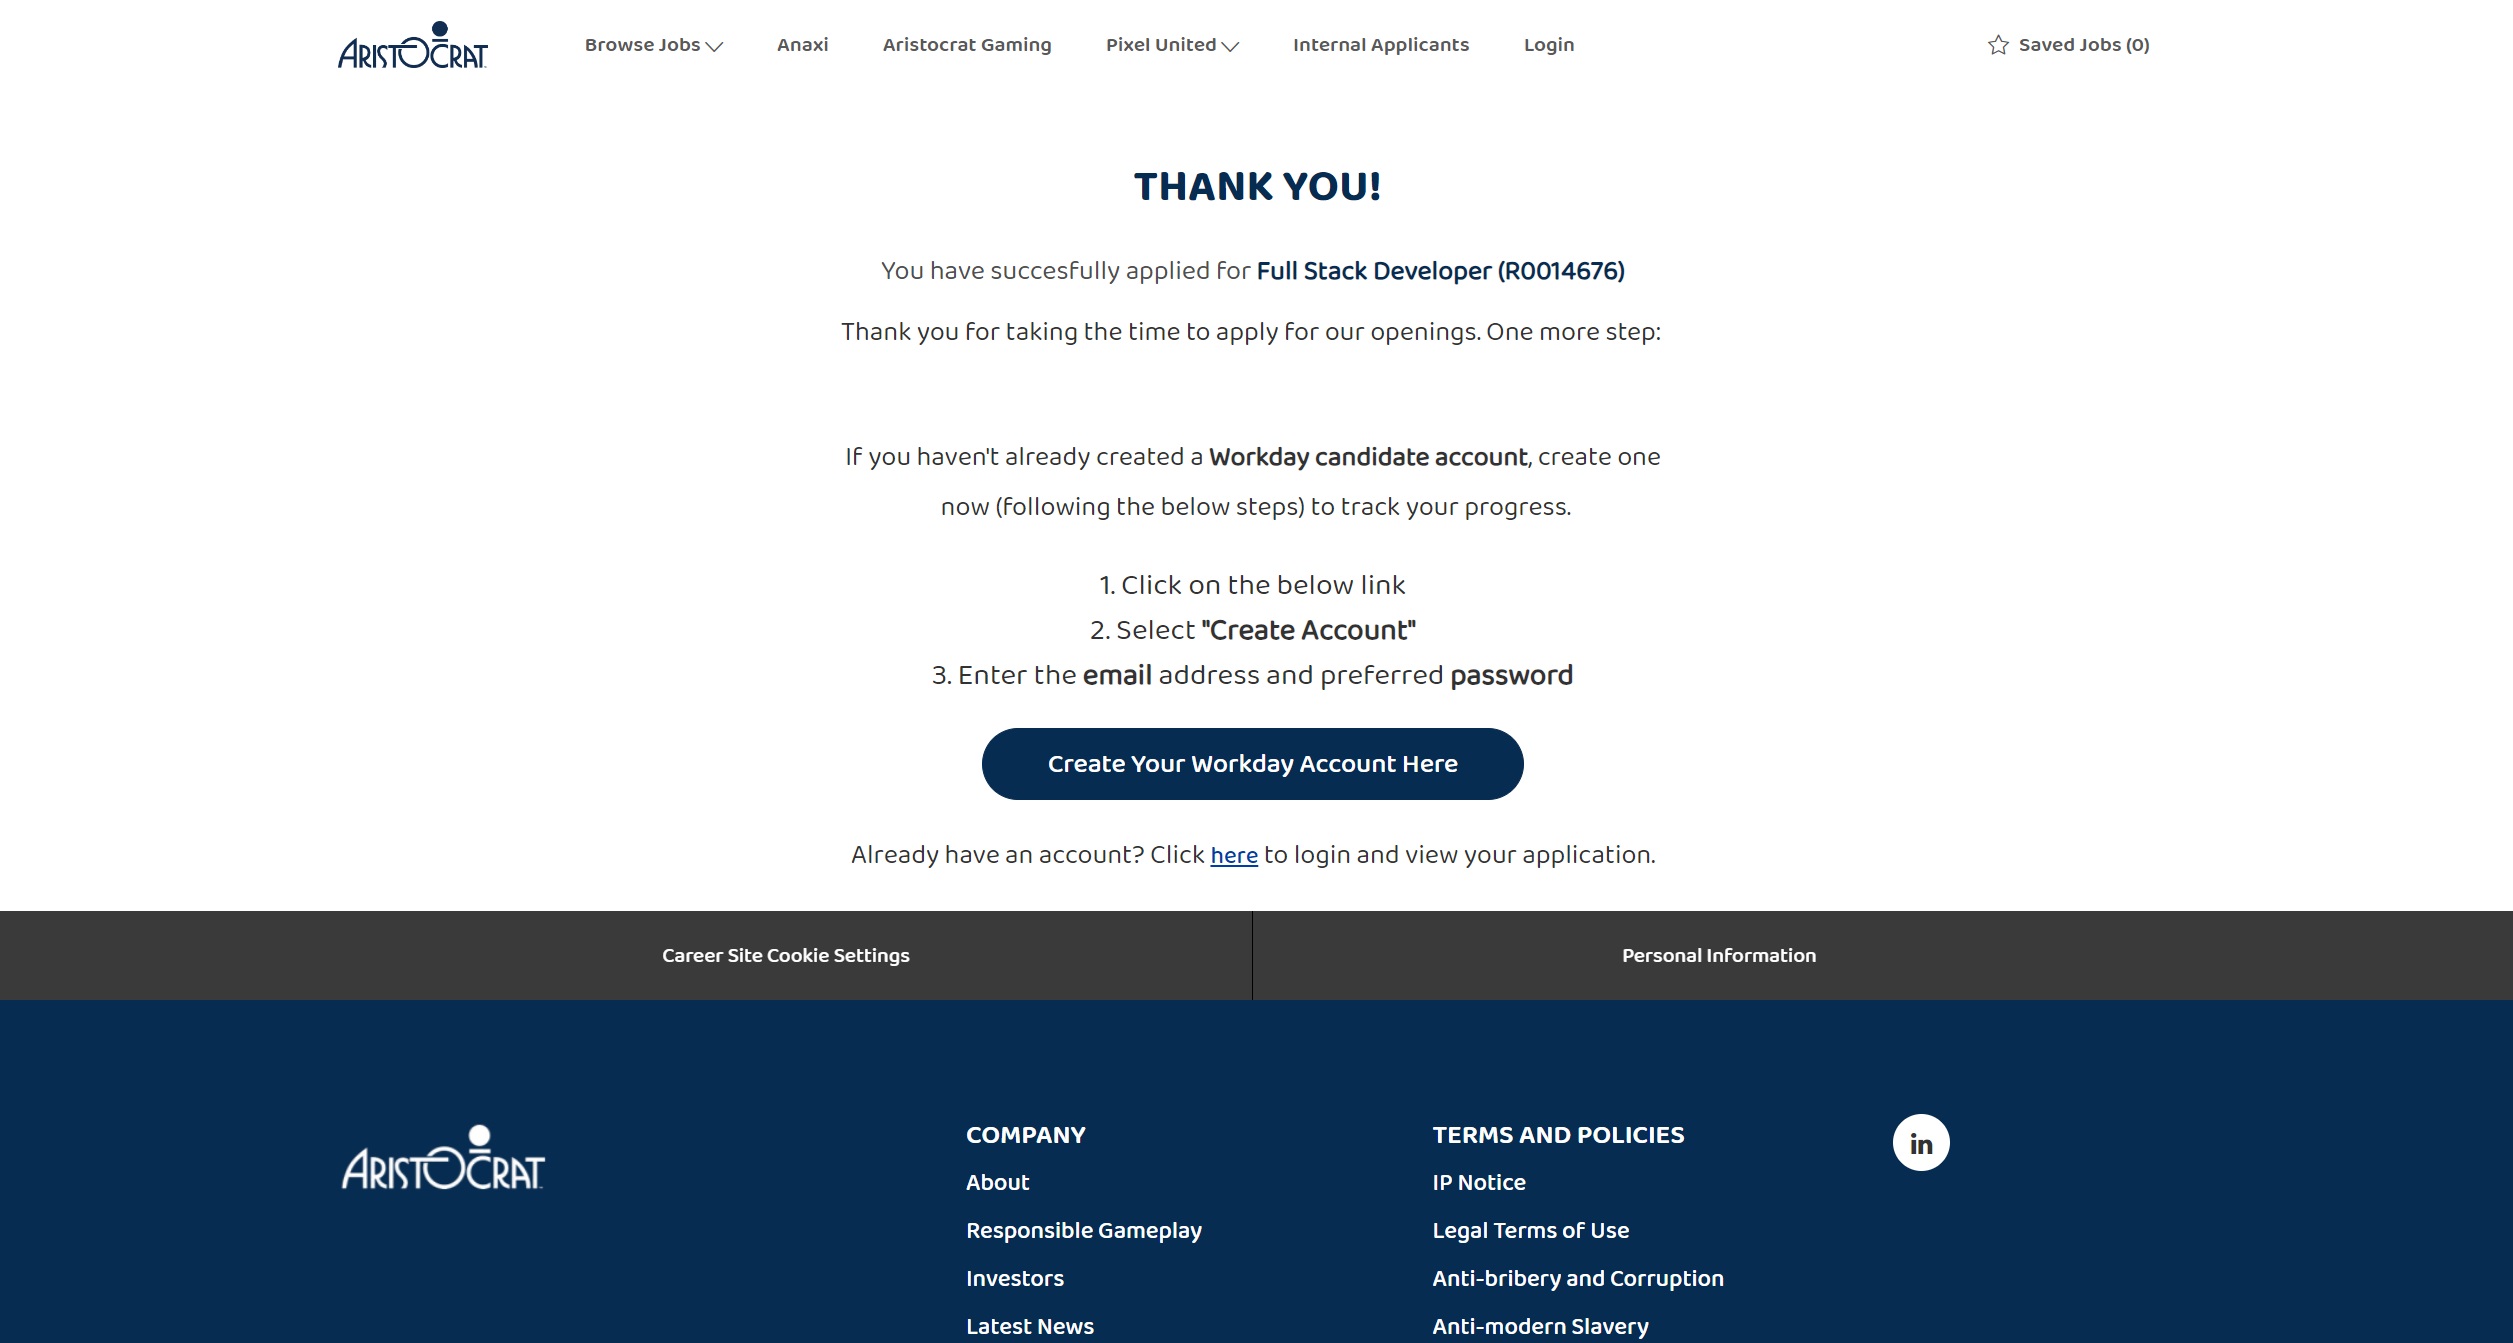 ARISTOCRAT
Browse Jobs
Anaxi
Aristocrat Gaming
Pixel United
Internal Applicants
Login
Saved Jobs (0)
THANK YOU!
You have succesfully applied for Full Stack Developer (R0014676)
Thank you for taking the time to apply for our openings. One more step:
If you haven't already created a Workday candidate account, create one
now (following the below steps) to track your progress.
1. Click on the below link
2. Select "Create Account"
3. Enter the email address and preferred password
Create Your Workday Account Here
Already have an account? Click here to login and view your application.
Career Site Cookie Settings
Personal Information
ARISTOCRAT
COMPANY
About
Responsible Gameplay
Investors
Latest News
TERMS AND POLICIES
IP Notice
Legal Terms of Use
Anti-bribery and Corruption
Anti-modern Slavery
in